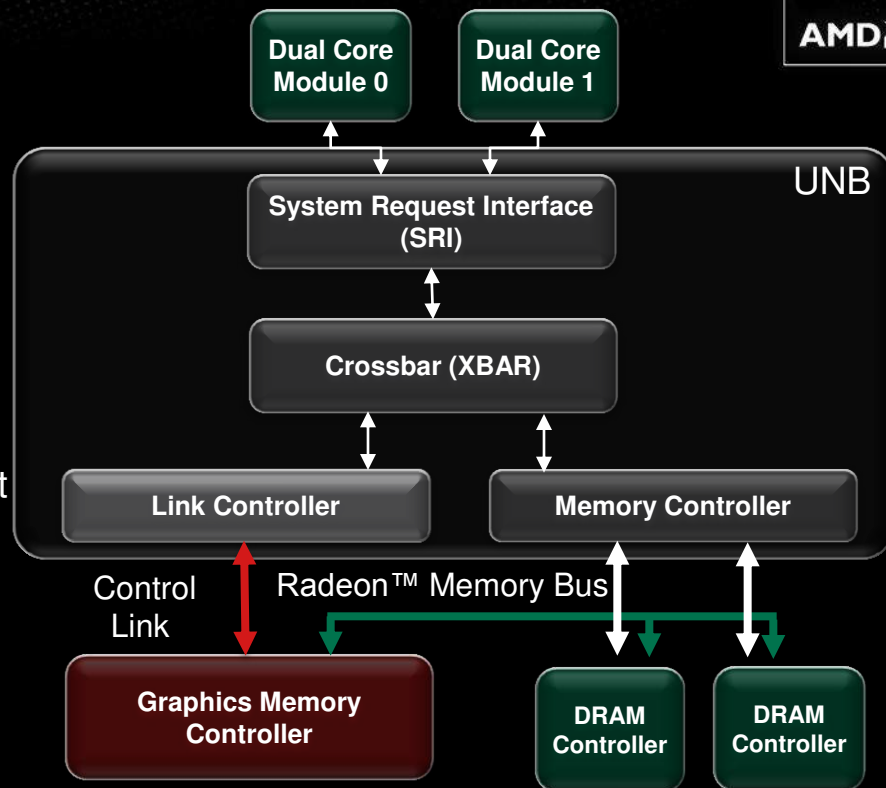 AMD
Dual Core
Module 0
Dual Core
Module 1
UNB
System Request Interface
(SRI)
Crossbar (XBAR)
t
Link Controller
Memory Controller
Control
Link
Radeon™ Memory Bus
Graphics Memory
Controller
DRAM
Controller
DRAM
Controller